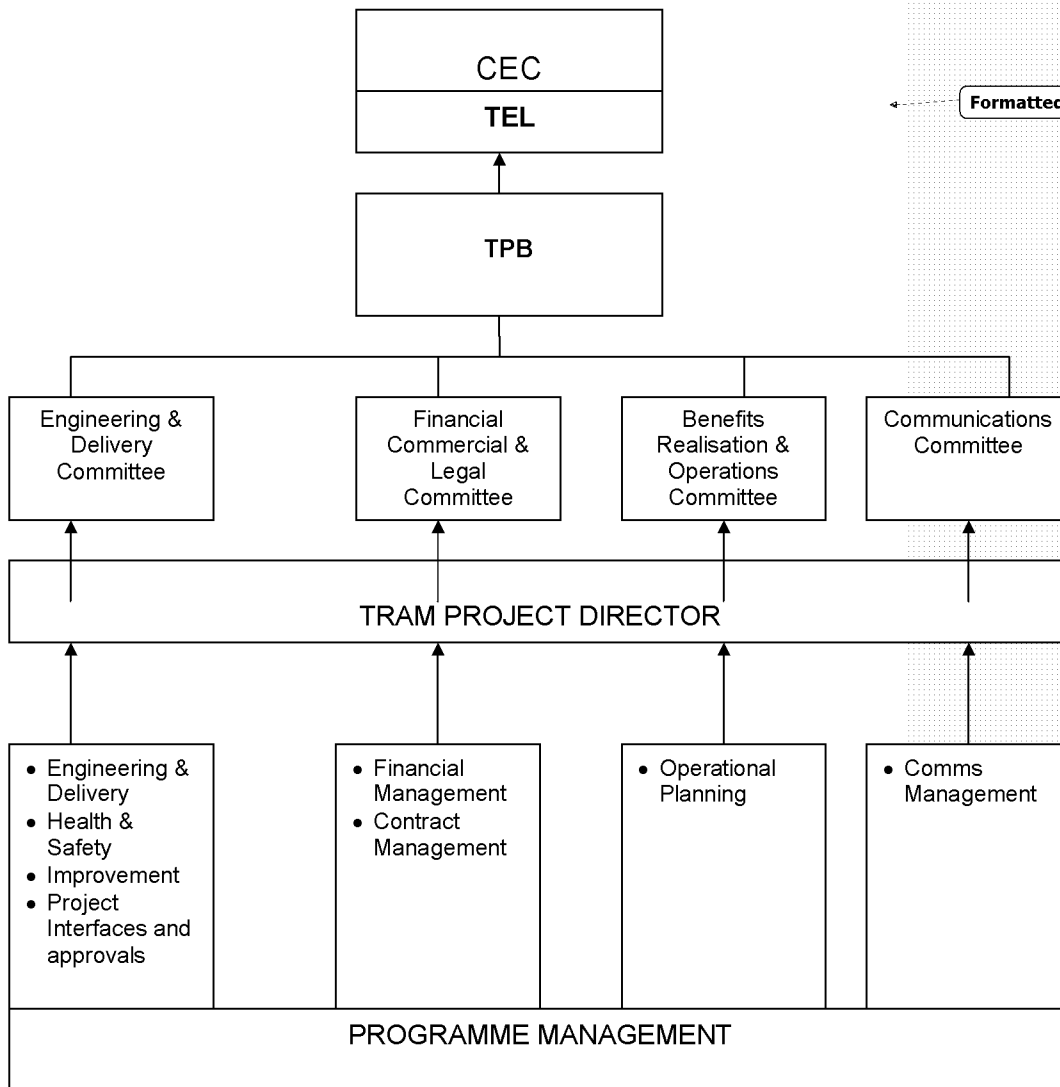 CEC
TEL
Formatted
TPB
Engineering &
Delivery
Committee
Financial
Commercial &
Legal
Committee
Benefits
Realisation &
Operations
Committee
Communications
Committee
TRAM PROJECT DIRECTOR
• Engineering &
Delivery
• Health &
Safety
• Improvement
• Project
Interfaces and
approvals
• Financial
Management
• Contract
Management
• Operational
Planning
• Comms
Management
PROGRAMME MANAGEMENT